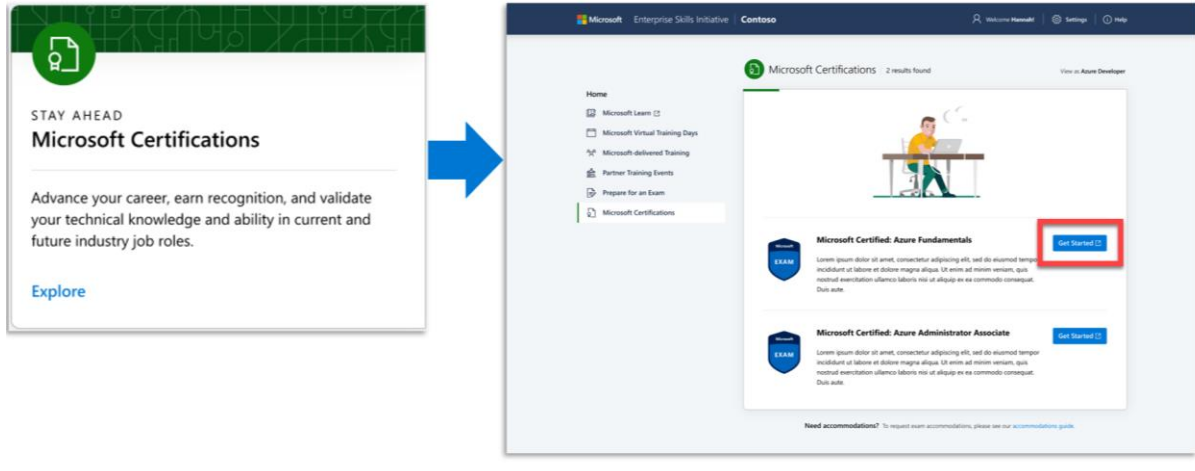 STAY AHEAD
Microsoft Certifications
Advance your career, earn recognition, and validate
your technical knowledge and ability in current and
future industry job roles.
Explore
Microsoft Enterprise Skills Initiative Contoso
Welcome Hannah! Settings Help
Microsoft Certifications 2 results found
View as Azure Developer
Home
Microsoft Learn
Microsoft Virtual Training Days
Microsoft-delivered Training
Partner Training Events
Prepare for an Exam
Microsoft Certifications
Microsoft
EXAM
Microsoft Certified: Azure Fundamentals
Get Started
Lorem ipsum dolor sit amet, consectetur adipiscing elit, sed do eiusmod tempor
incididunt ut labore et dolore magna aliqua. Ut enim ad minim veniam, quis
nostrud exercitation ullamco laboris nisi ut aliquip ex ea commodo consequat.
Duis aute.
Microsoft
EXAM
Microsoft Certified: Azure Administrator Associate
Get Started
Lorem ipsum dolor sit amet, consectetur adipiscing elit, sed do eiusmod tempor
incididunt ut labore et dolore magna aliqua. Ut enim ad minim veniam, quis
nostrud exercitation ullamco laboris nisi ut aliquip ex ea commodo consequat.
Duis aute.
Need accommodations? To request exam accommodations, please see our accommodations guide.